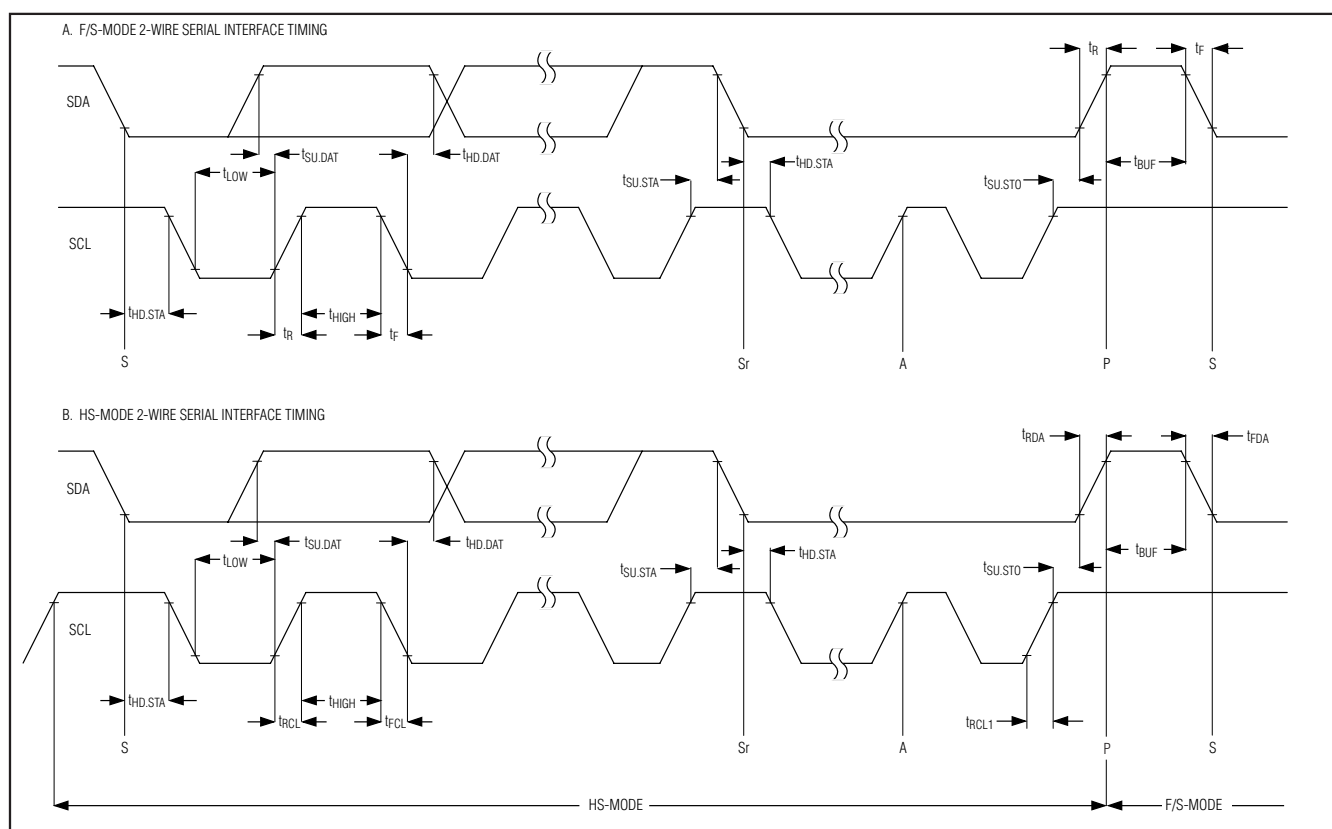 A. F/S-MODE 2-WIRE SERIAL INTERFACE TIMING
tR
tF
SDA
tSU.DAT
tHD.DAT
tLOW
tHD.STA
tBUF
tSU.STA
tSU.STO
SCL
tHD.STA
tR
tHIGH
tF
S
Sr
A
P
S
B. HS-MODE 2-WIRE SERIAL INTERFACE TIMING
tRDA
tFDA
SDA
tSU.DAT
tHD.DAT
tLOW
tHD.STA
tBUF
tSU.STA
tSU.STO
SCL
tHD.STA
tRCL
tHIGH
tFCL
tRCL1
S
Sr
A
P
S
HS-MODE
F/S-MODE